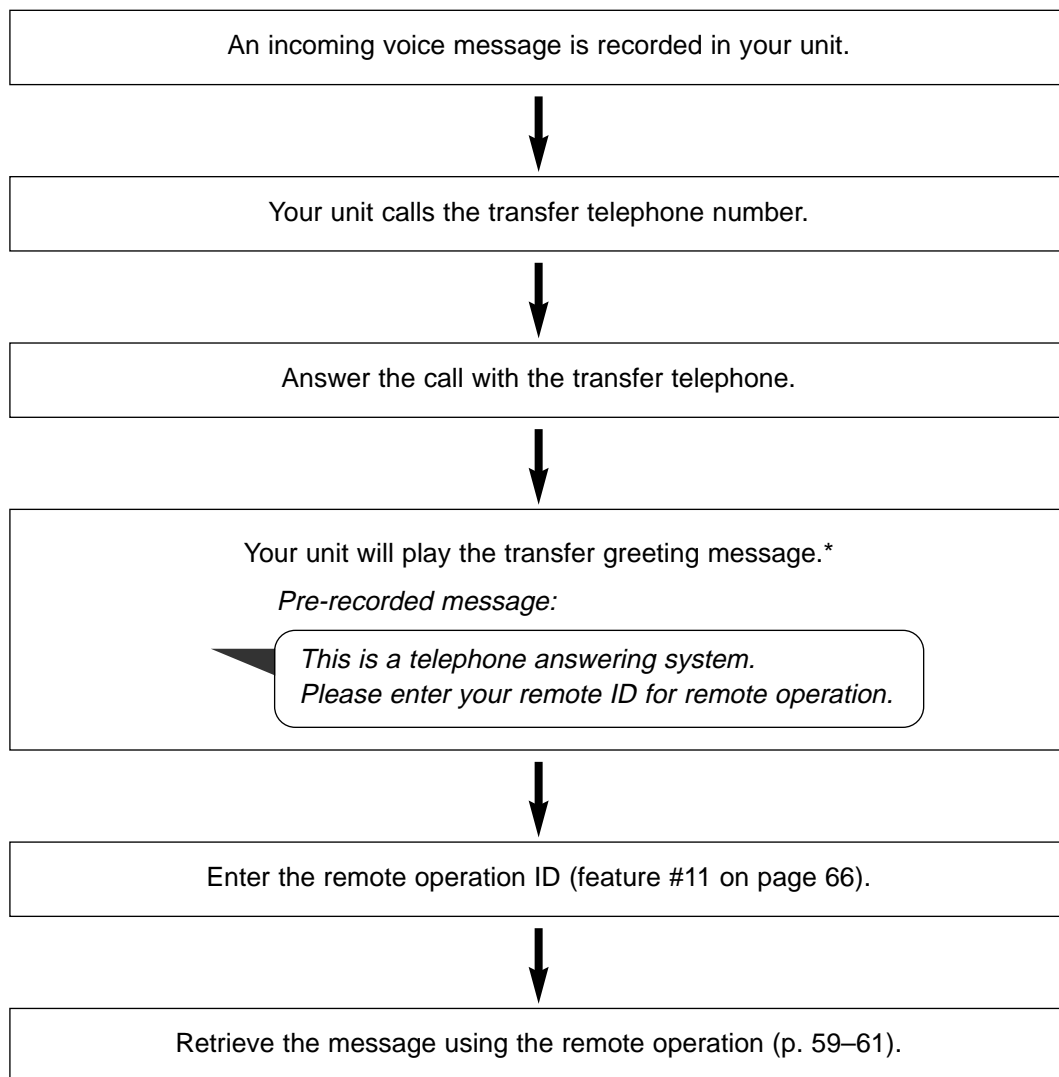 An incoming voice message is recorded in your unit.
Your unit calls the transfer telephone number.
Answer the call with the transfer telephone.
Your unit will play the transfer greeting message.*
Pre-recorded message:
This is a telephone answering system.
Please enter your remote ID for remote operation.
Enter the remote operation ID (feature #11 on page 66).
Retrieve the message using the remote operation (p. 59–61).